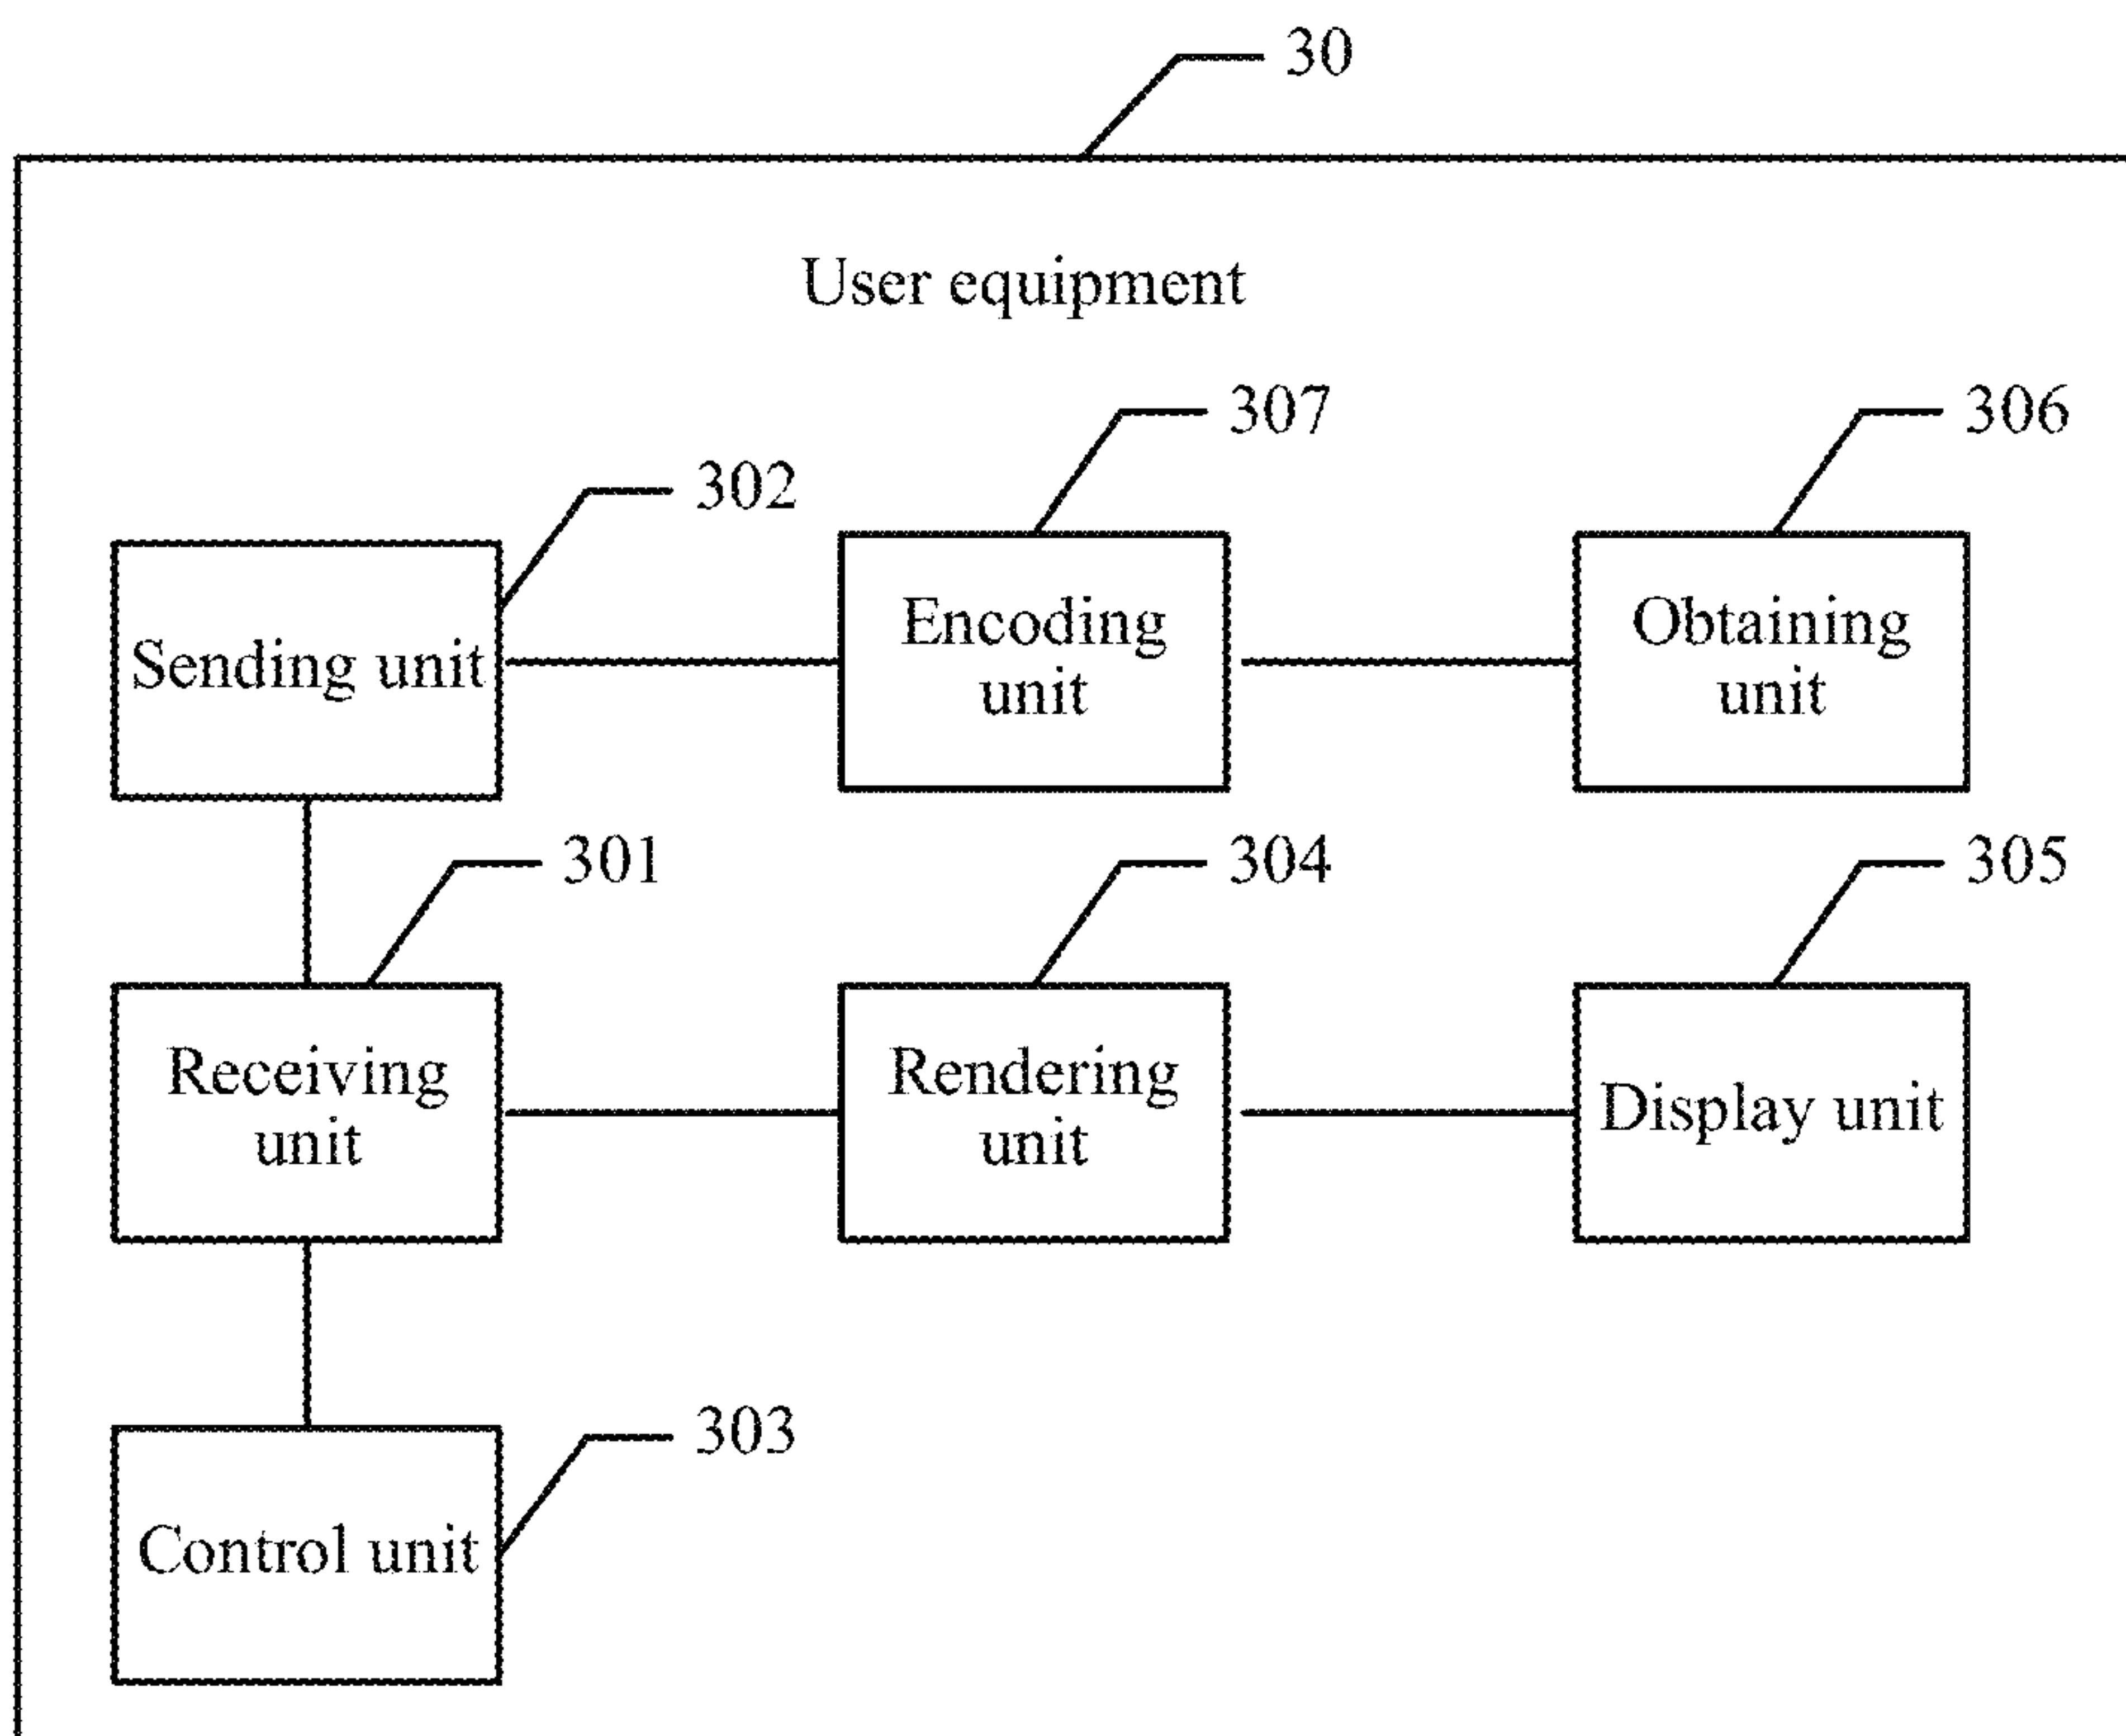 30
User equipment
307
306
302
Encoding
unit
Obtaining
unit
Sending unit
301
304
305
Receiving
unit
Rendering
unit
Display unit
303
Control unit